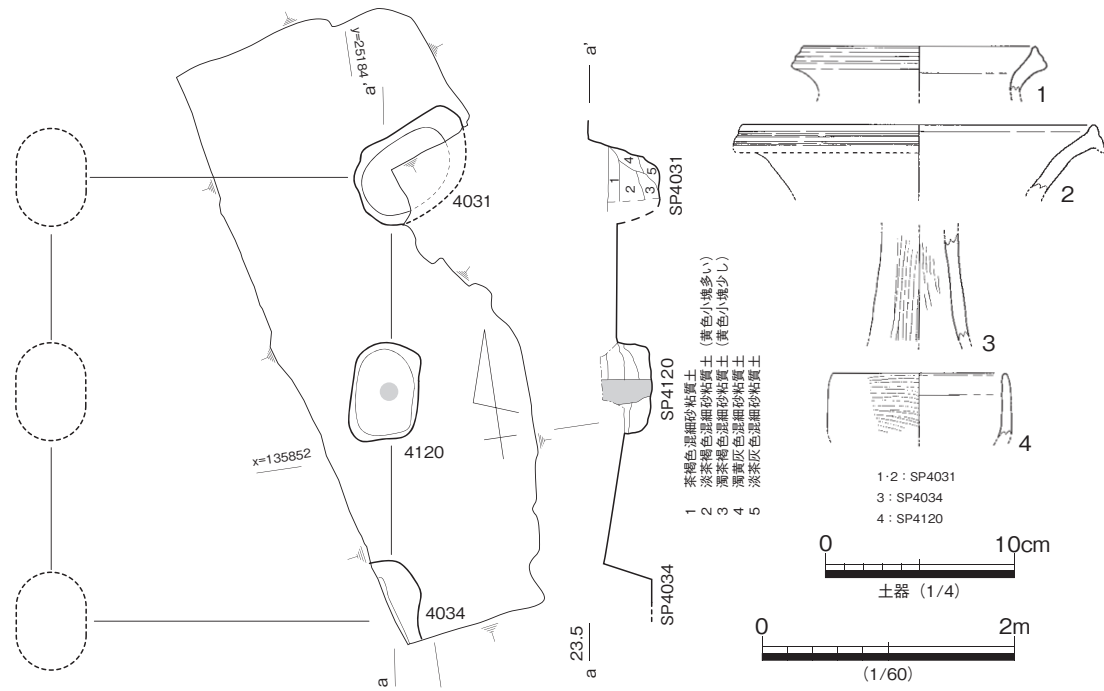 y=25184
a'
4031
4120
x=135852
4034
a
a'
SP4031
1
2
3
4
5
SP4120
SP4034
23.5
a
1 茶褐色混細砂粘質土
2 淡茶褐色混細砂粘質土（黄色小塊多い）
3 濁茶褐色混細砂粘質土（黄色小塊少し）
4 濁黄灰色混細砂粘質土
5 淡茶灰色混細砂粘質土
1
2
3
4
1·2：SP4031
3：SP4034
4：SP4120
0 10cm
土器（1/4）
0 2m
（1/60）